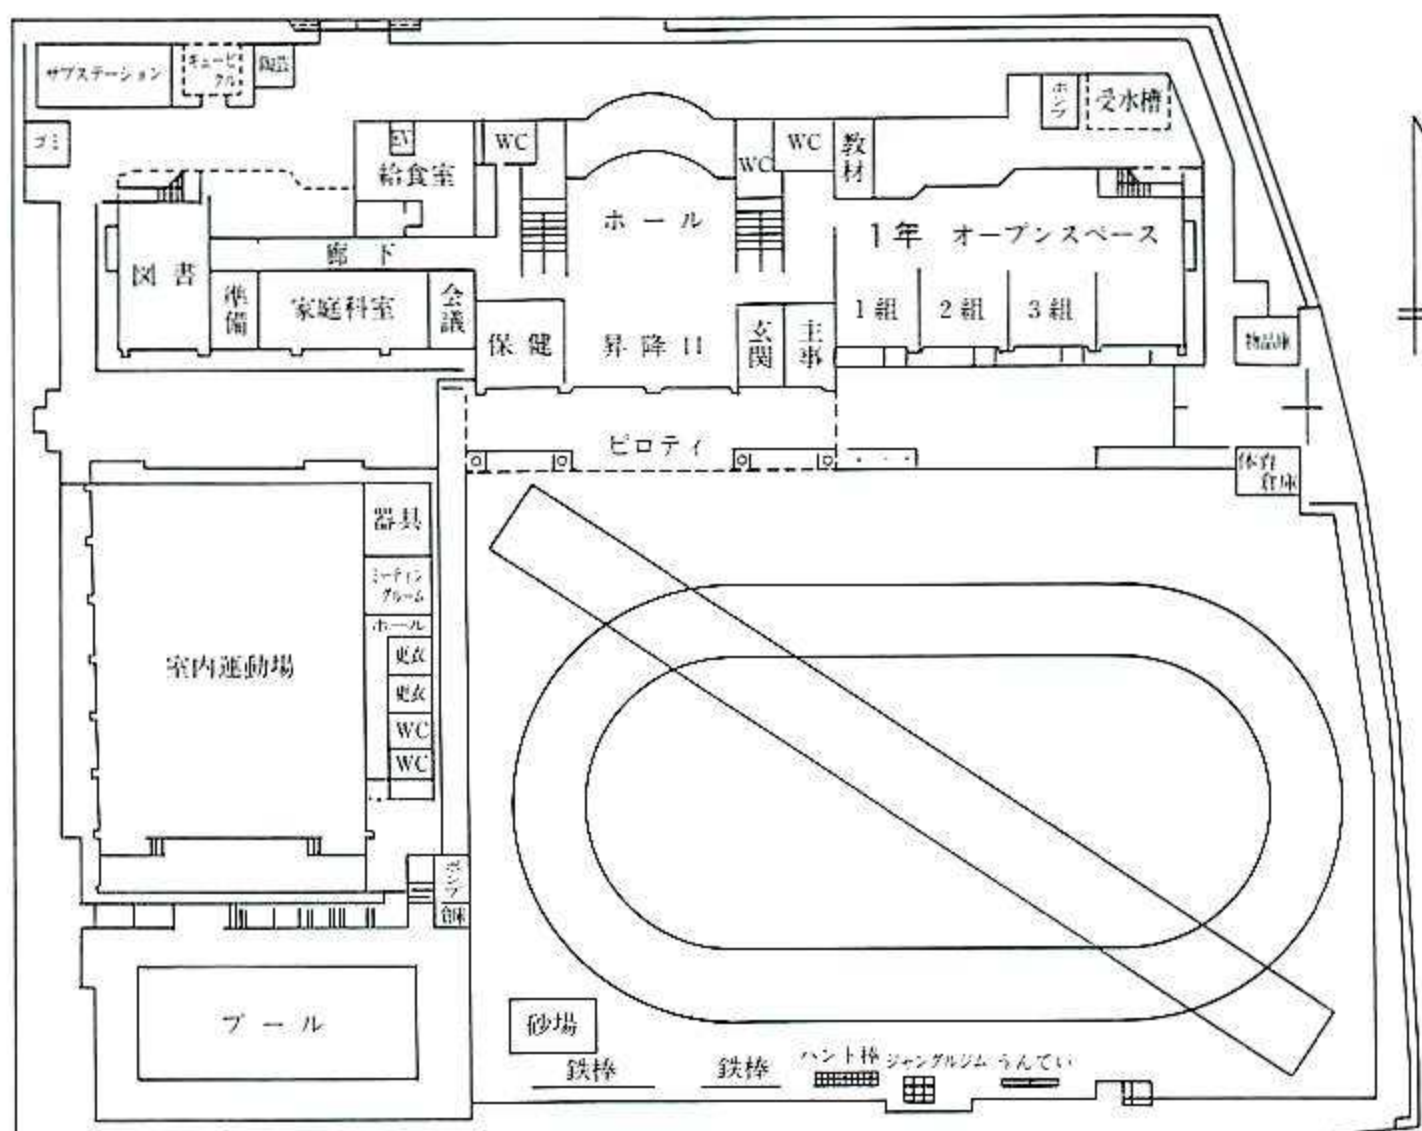 サブステーション
キュービ
クル
陶芸
ゴミ
EV
給食室
WC
WC
WC
教
材
ポンプ
受水槽
ホール
1年 オープンスペース
廊下
図書
準
備
家庭科室
会
議
保健
昇降口
玄
関
主
事
1組
2組
3組
物品庫
N
ピロティ
体育
倉庫
器具
ミーティン
グルーム
ホール
更衣
更衣
WC
WC
室内運動場
ポンプ
倉庫
プール
砂場
鉄棒
鉄棒
ハント棒
ジャングルジム
うんてい